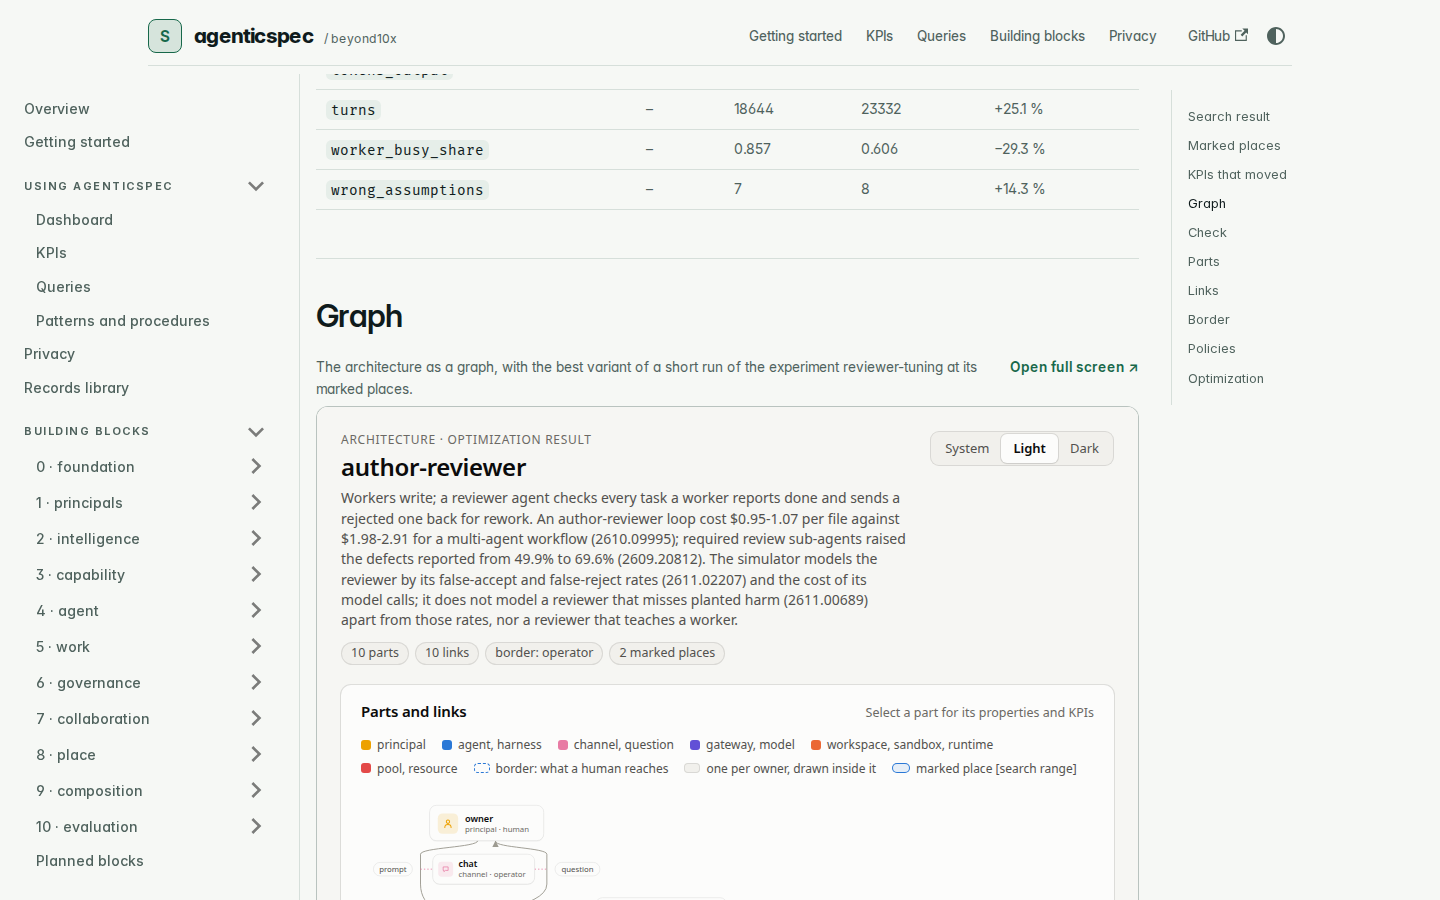 S agenticspec / beyond10x
Getting started KPIs Queries Building blocks Privacy GitHub
Overview
Getting started
USING AGENTICSPEC
Dashboard
KPIs
Queries
Patterns and procedures
Privacy
Records library
BUILDING BLOCKS
0 · foundation
1 · principals
2 · intelligence
3 · capability
4 · agent
5 · work
6 · governance
7 · collaboration
8 · place
9 · composition
10 · evaluation
Planned blocks
turns – 18644 23332 +25.1 %
worker_busy_share – 0.857 0.606 −29.3 %
wrong_assumptions – 7 8 +14.3 %
Graph
The architecture as a graph, with the best variant of a short run of the experiment reviewer-tuning at its
marked places.
Open full screen ↗
ARCHITECTURE · OPTIMIZATION RESULT
author-reviewer
System Light Dark
Workers write; a reviewer agent checks every task a worker reports done and sends a
rejected one back for rework. An author-reviewer loop cost $0.95-1.07 per file against
$1.98-2.91 for a multi-agent workflow (2610.09995); required review sub-agents raised
the defects reported from 49.9% to 69.6% (2609.20812). The simulator models the
reviewer by its false-accept and false-reject rates (2611.02207) and the cost of its
model calls; it does not model a reviewer that misses planted harm (2611.00689)
apart from those rates, nor a reviewer that teaches a worker.
10 parts 10 links border: operator 2 marked places
Parts and links
Select a part for its properties and KPIs
principal agent, harness channel, question gateway, model workspace, sandbox, runtime
pool, resource border: what a human reaches one per owner, drawn inside it marked place [search range]
owner
principal · human
prompt
chat
channel · operator
question
Search result
Marked places
KPIs that moved
Graph
Check
Parts
Links
Border
Policies
Optimization